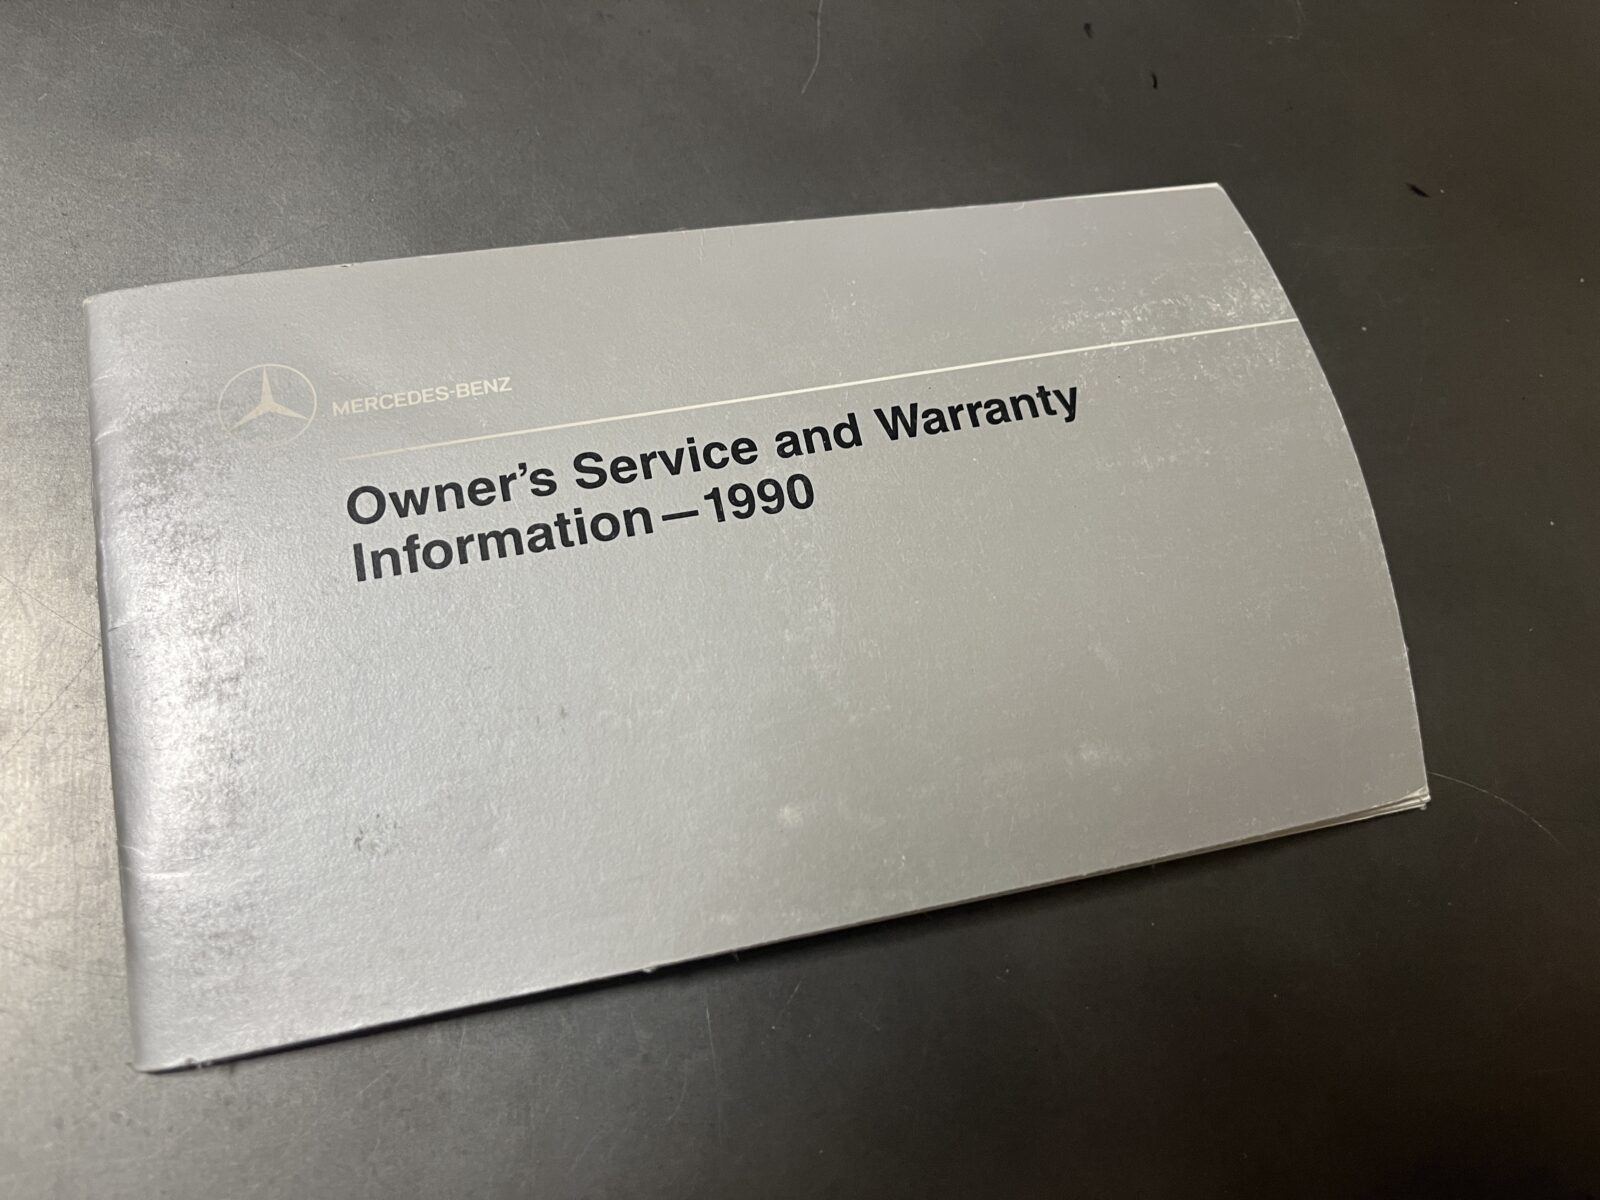 MERCEDES-BENZ
Owner's Service and Warranty
Information—1990